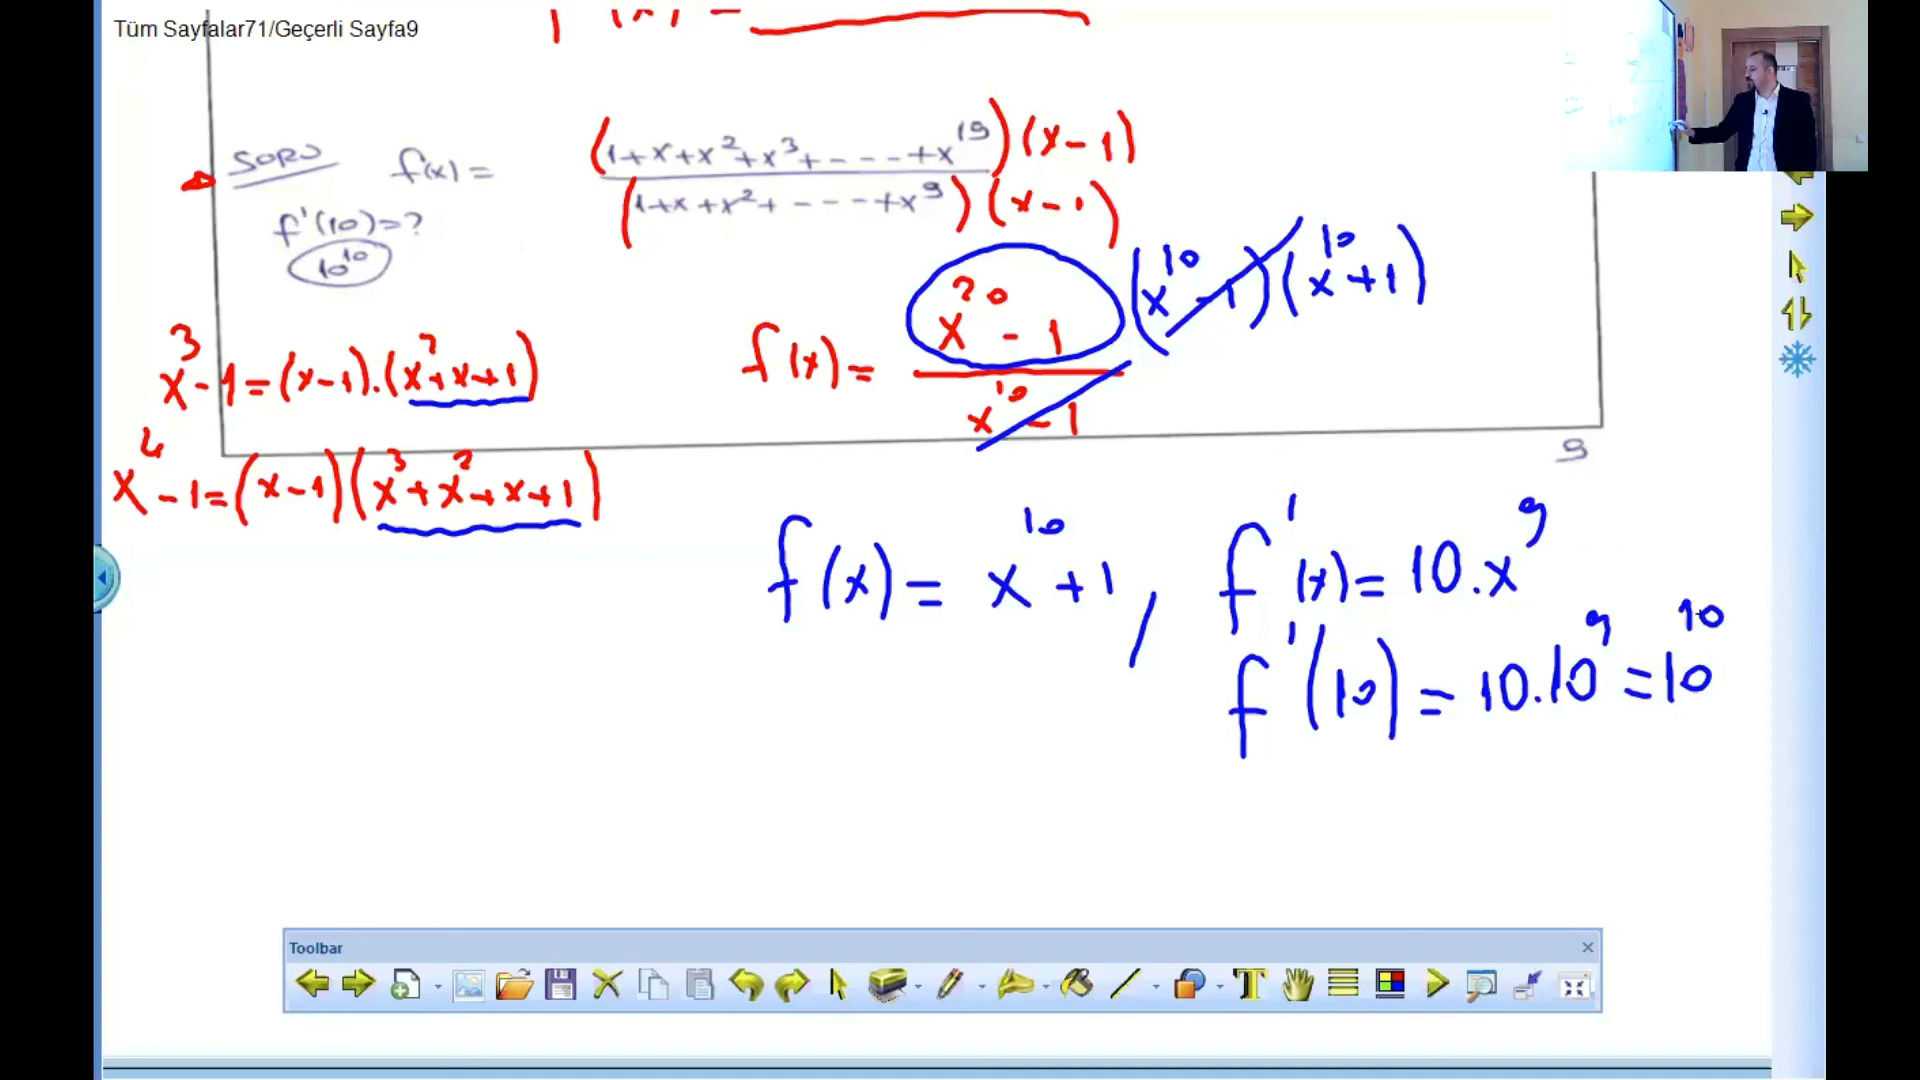 Tüm Sayfalar71/Geçerli Sayfa9
SORU f(x) = (1+x+x²+x³+----+x¹⁹)(x-1)
(1+x+x²+----+x⁹)(x-1)
f'(10)=?
10¹⁰
f(x) = x²⁰ - 1 (x¹⁰ - 1)(x¹⁰ + 1)
x¹⁰ - 1
x³ - 1 = (x-1).(x²+x+1)
9
x⁴ - 1 = (x-1)(x³+x²+x+1)
f(x) = x¹⁰ + 1, f'(x) = 10.x⁹
f'(10) = 10.10⁹ = 10¹⁰
Toolbar